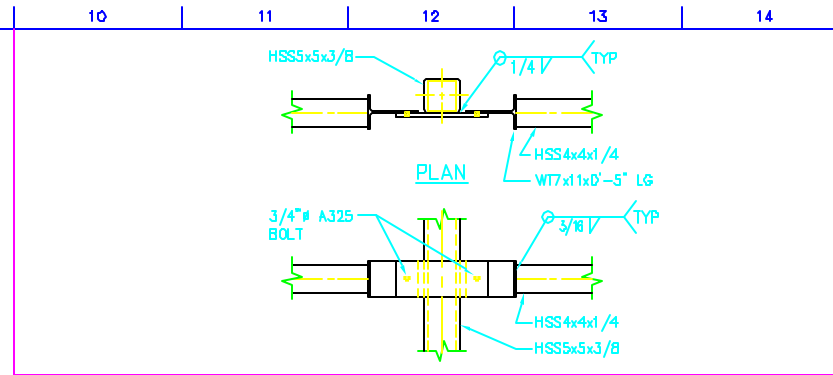 10 11 12 13 14
HSS5x5x3/8
1/4 TYP
HSS4x4x1/4
WT7x11x0'-5" LG
PLAN
3/4"ø A325
BOLT
3/16 TYP
HSS4x4x1/4
HSS5x5x3/8